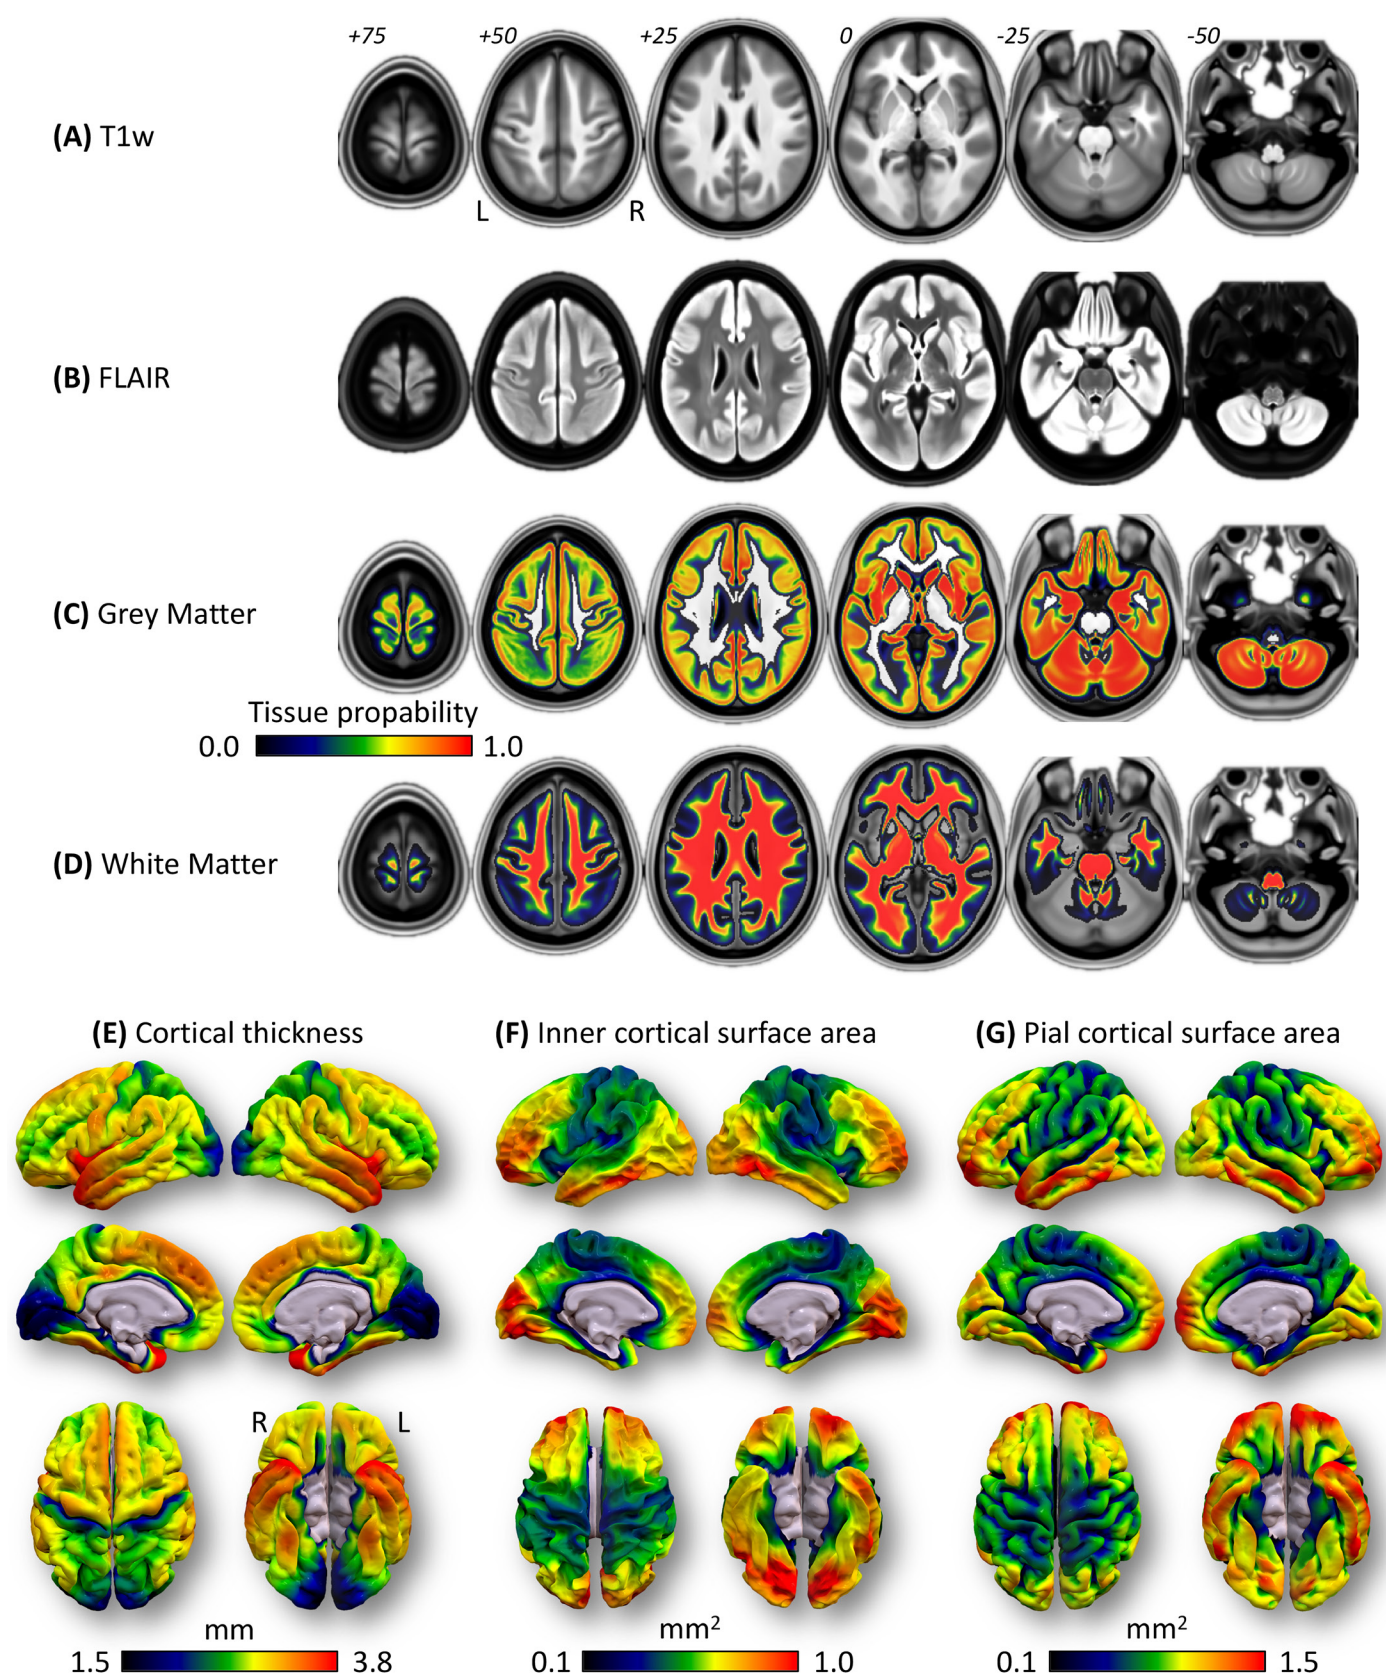 +75 +50 +25 0 -25 -50
(A) T1w
L R
(B) FLAIR
(C) Grey Matter
Tissue propability
0.0 1.0
(D) White Matter
(E) Cortical thickness (F) Inner cortical surface area (G) Pial cortical surface area
R L
mm mm² mm²
1.5 3.8 0.1 1.0 0.1 1.5